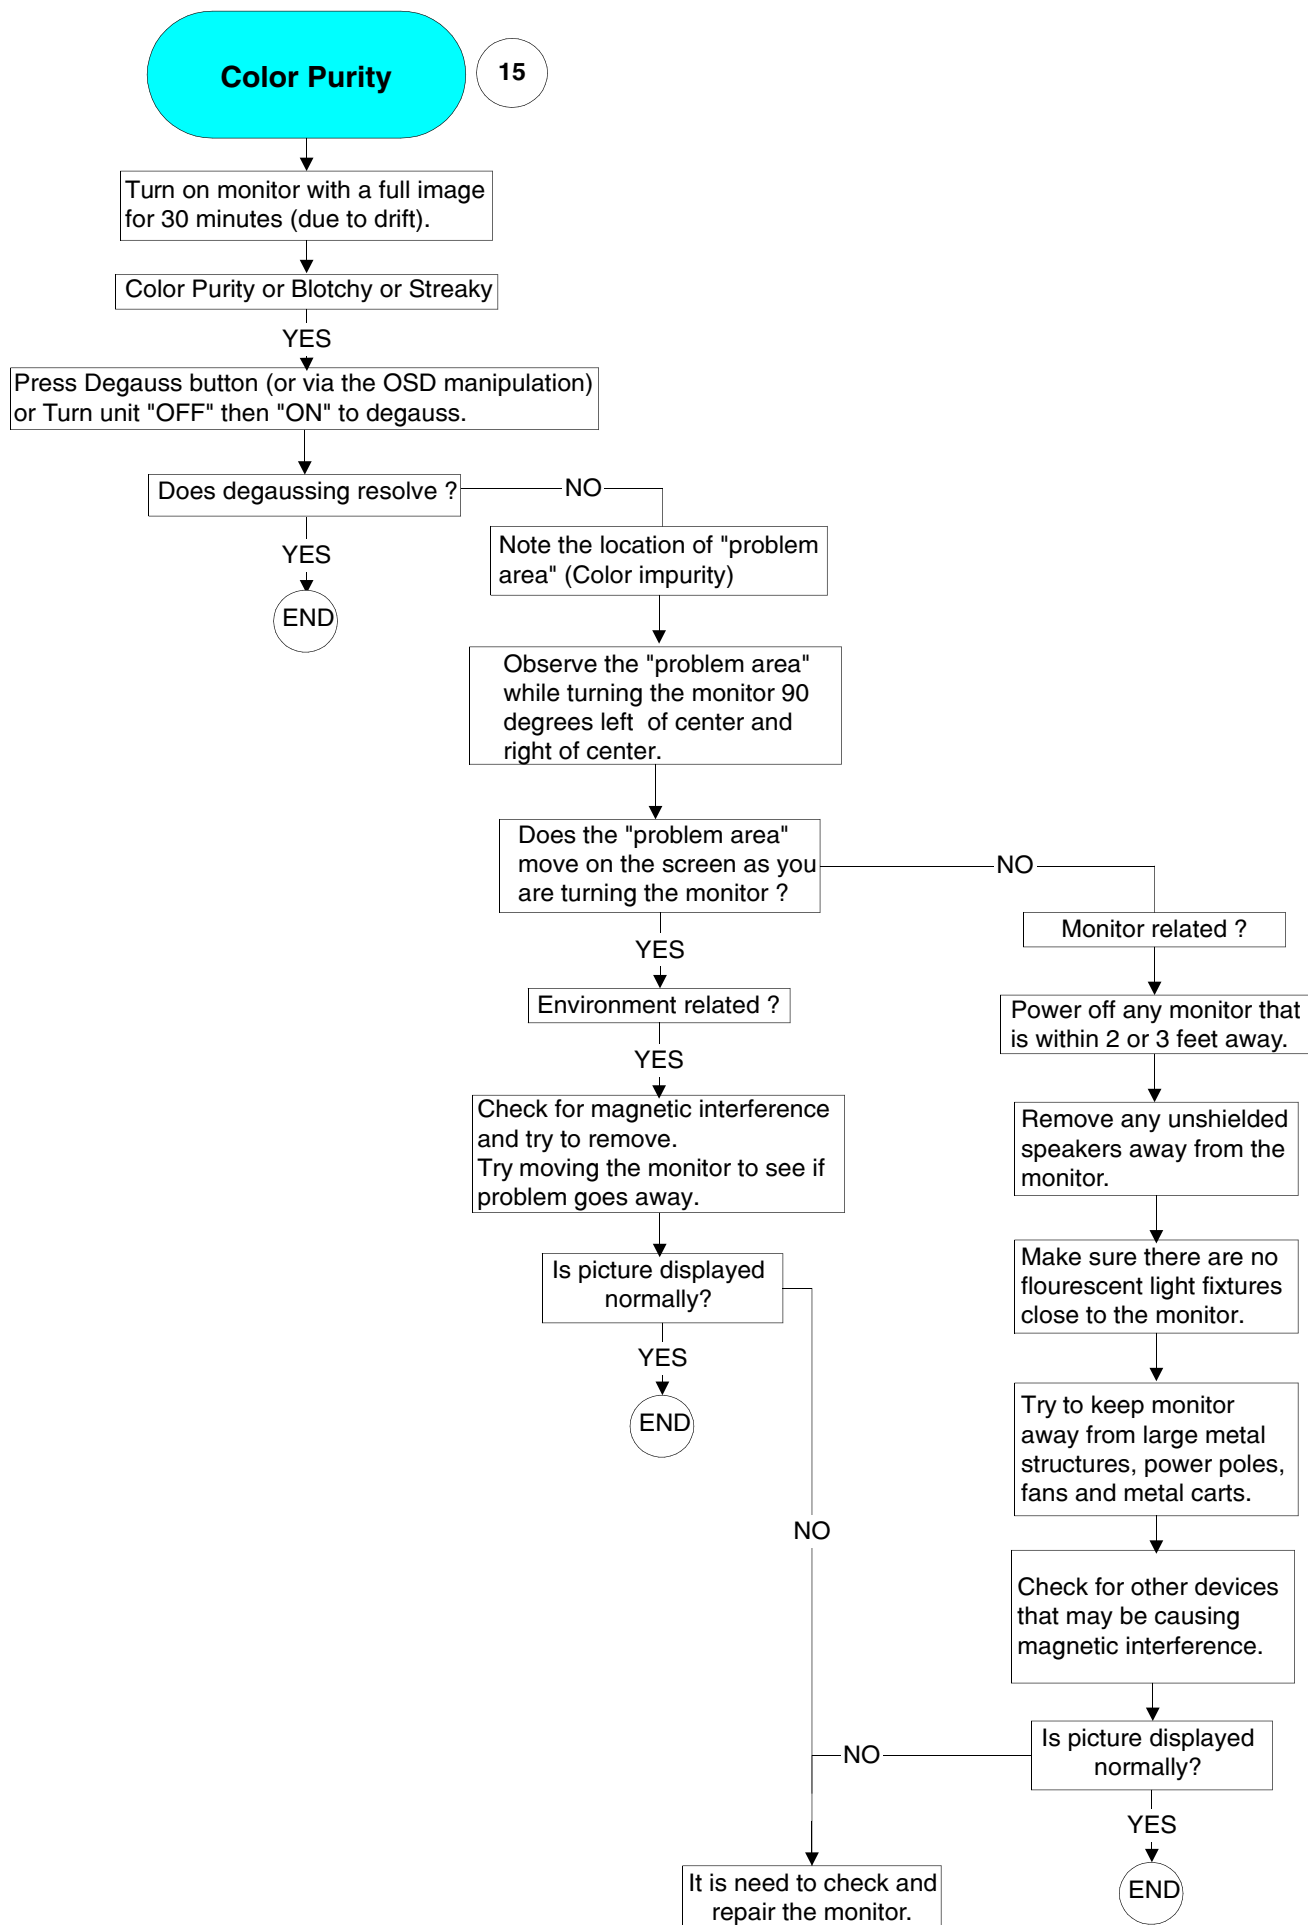 Color Purity
15
Turn on monitor with a full image
for 30 minutes (due to drift).
Color Purity or Blotchy or Streaky
YES
Press Degauss button (or via the OSD manipulation)
or Turn unit "OFF" then "ON" to degauss.
Does degaussing resolve ?
NO
YES
END
Note the location of "problem
area" (Color impurity)
Observe the "problem area"
while turning the monitor 90
degrees left of center and
right of center.
Does the "problem area"
move on the screen as you
are turning the monitor ?
NO
YES
Environment related ?
YES
Check for magnetic interference
and try to remove.
Try moving the monitor to see if
problem goes away.
Is picture displayed
normally?
YES
END
NO
Monitor related ?
Power off any monitor that
is within 2 or 3 feet away.
Remove any unshielded
speakers away from the
monitor.
Make sure there are no
flourescent light fixtures
close to the monitor.
Try to keep monitor
away from large metal
structures, power poles,
fans and metal carts.
Check for other devices
that may be causing
magnetic interference.
Is picture displayed
normally?
NO
YES
END
It is need to check and
repair the monitor.